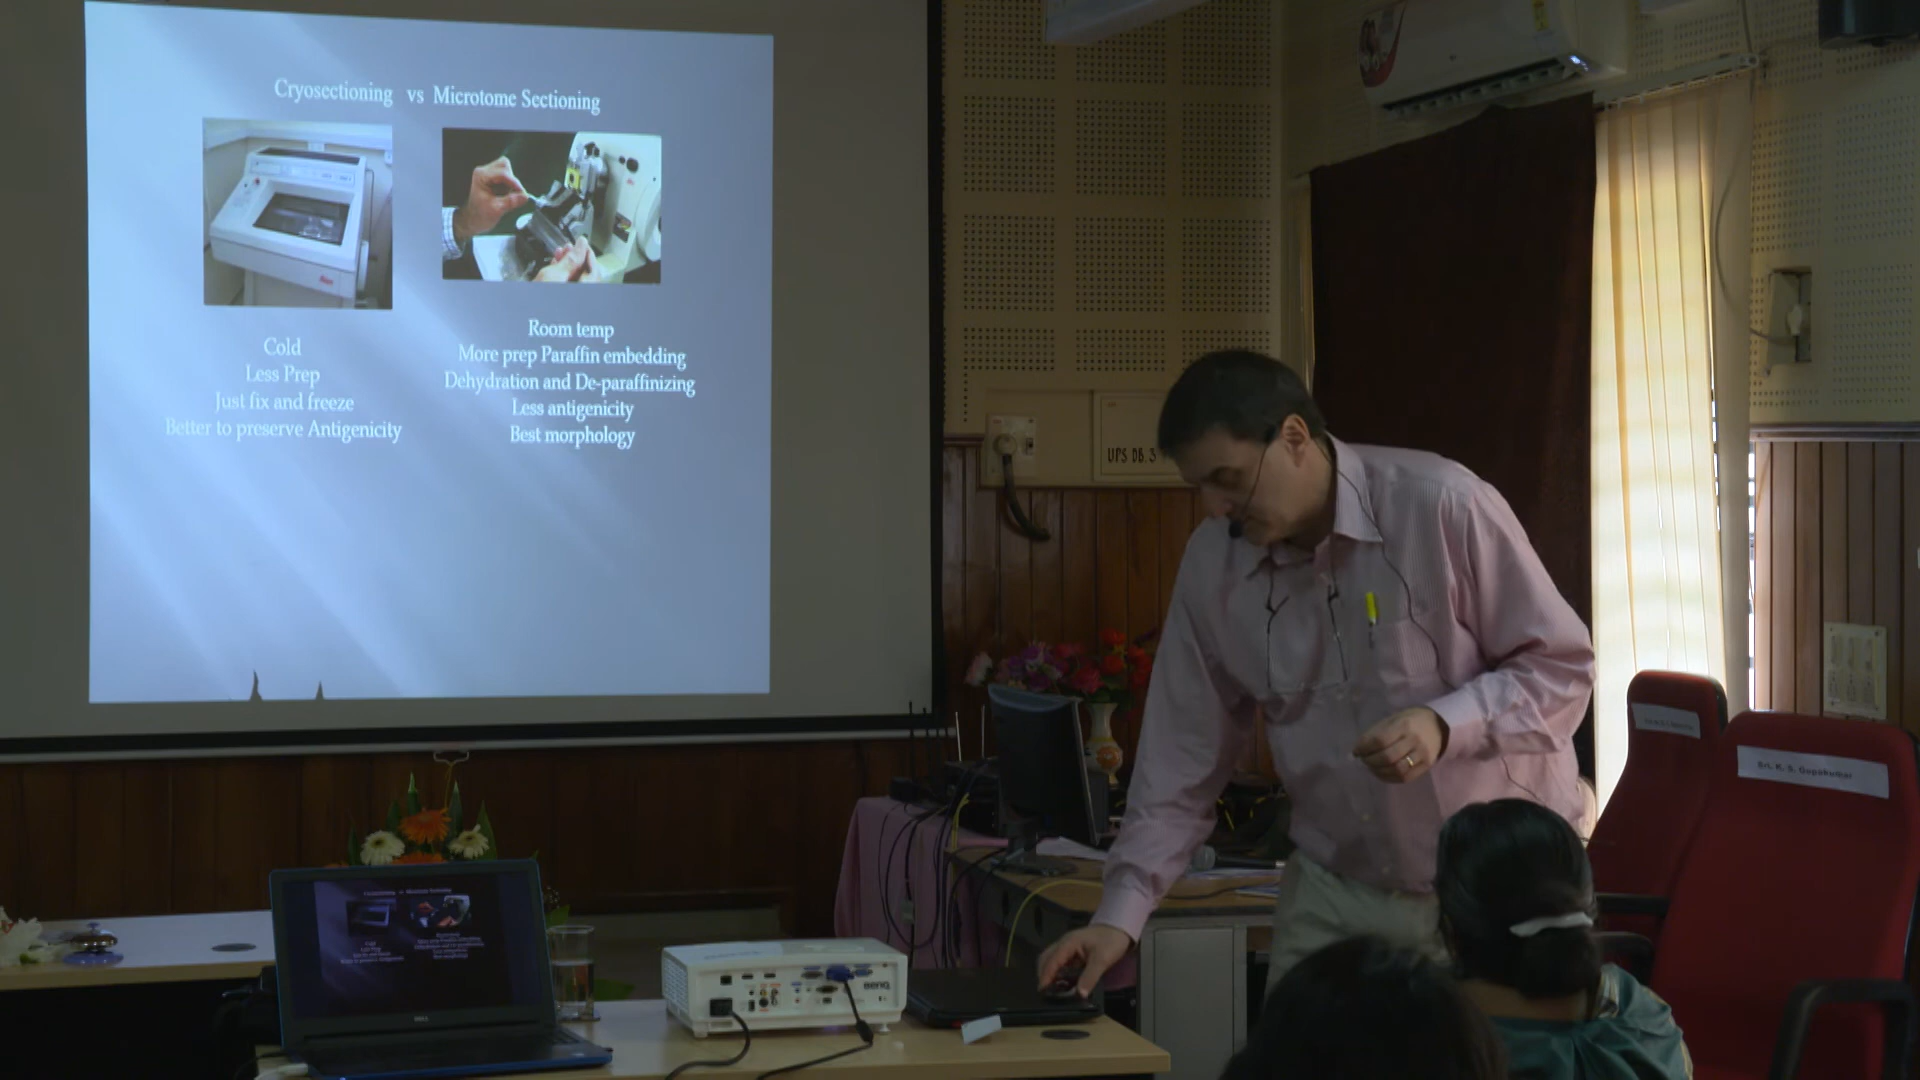 Cryosectioning vs Microtome Sectioning
Cold
Less Prep
Just fix and freeze
Better to preserve Antigenicity
Room temp
More prep Paraffin embedding
Dehydration and De-paraffinizing
Less antigenicity
Best morphology
UPS DB. 3
BenQ
DELL
Sri. K. S.